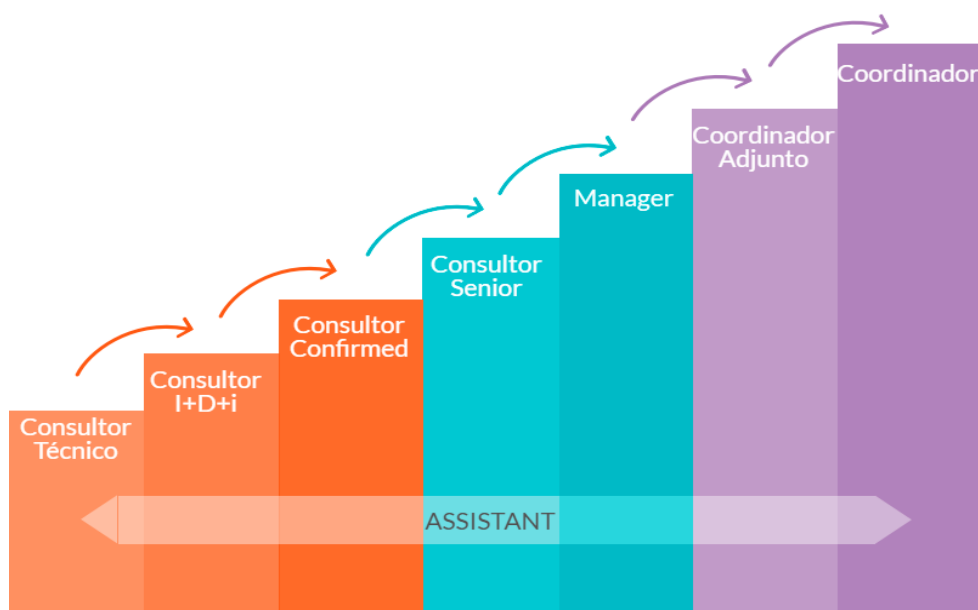 Consultor
Técnico
Consultor
I+D+i
Consultor
Confirmed
Consultor
Senior
Manager
Coordinador
Adjunto
Coordinador
ASSISTANT